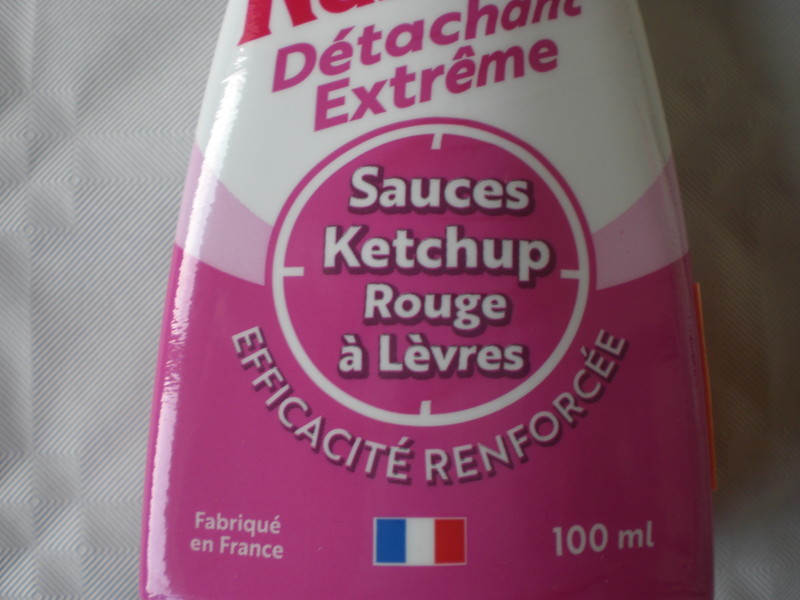 Détachant
Extrême
Sauces
Ketchup
Rouge
à Lèvres
EFFICACITÉ RENFORCÉE
Fabriqué
en France
100 ml